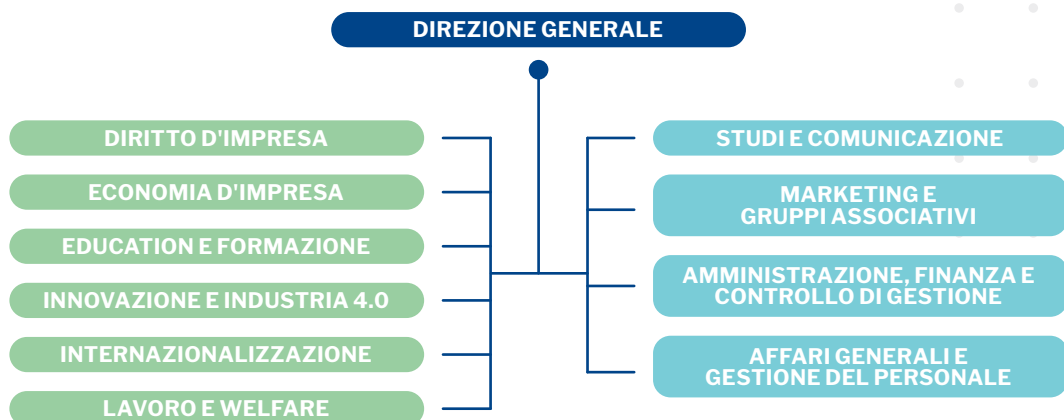 DIREZIONE GENERALE
DIRITTO D'IMPRESA
ECONOMIA D'IMPRESA
EDUCATION E FORMAZIONE
INNOVAZIONE E INDUSTRIA 4.0
INTERNAZIONALIZZAZIONE
LAVORO E WELFARE
STUDI E COMUNICAZIONE
MARKETING E
GRUPPI ASSOCIATIVI
AMMINISTRAZIONE, FINANZA E
CONTROLLO DI GESTIONE
AFFARI GENERALI E
GESTIONE DEL PERSONALE